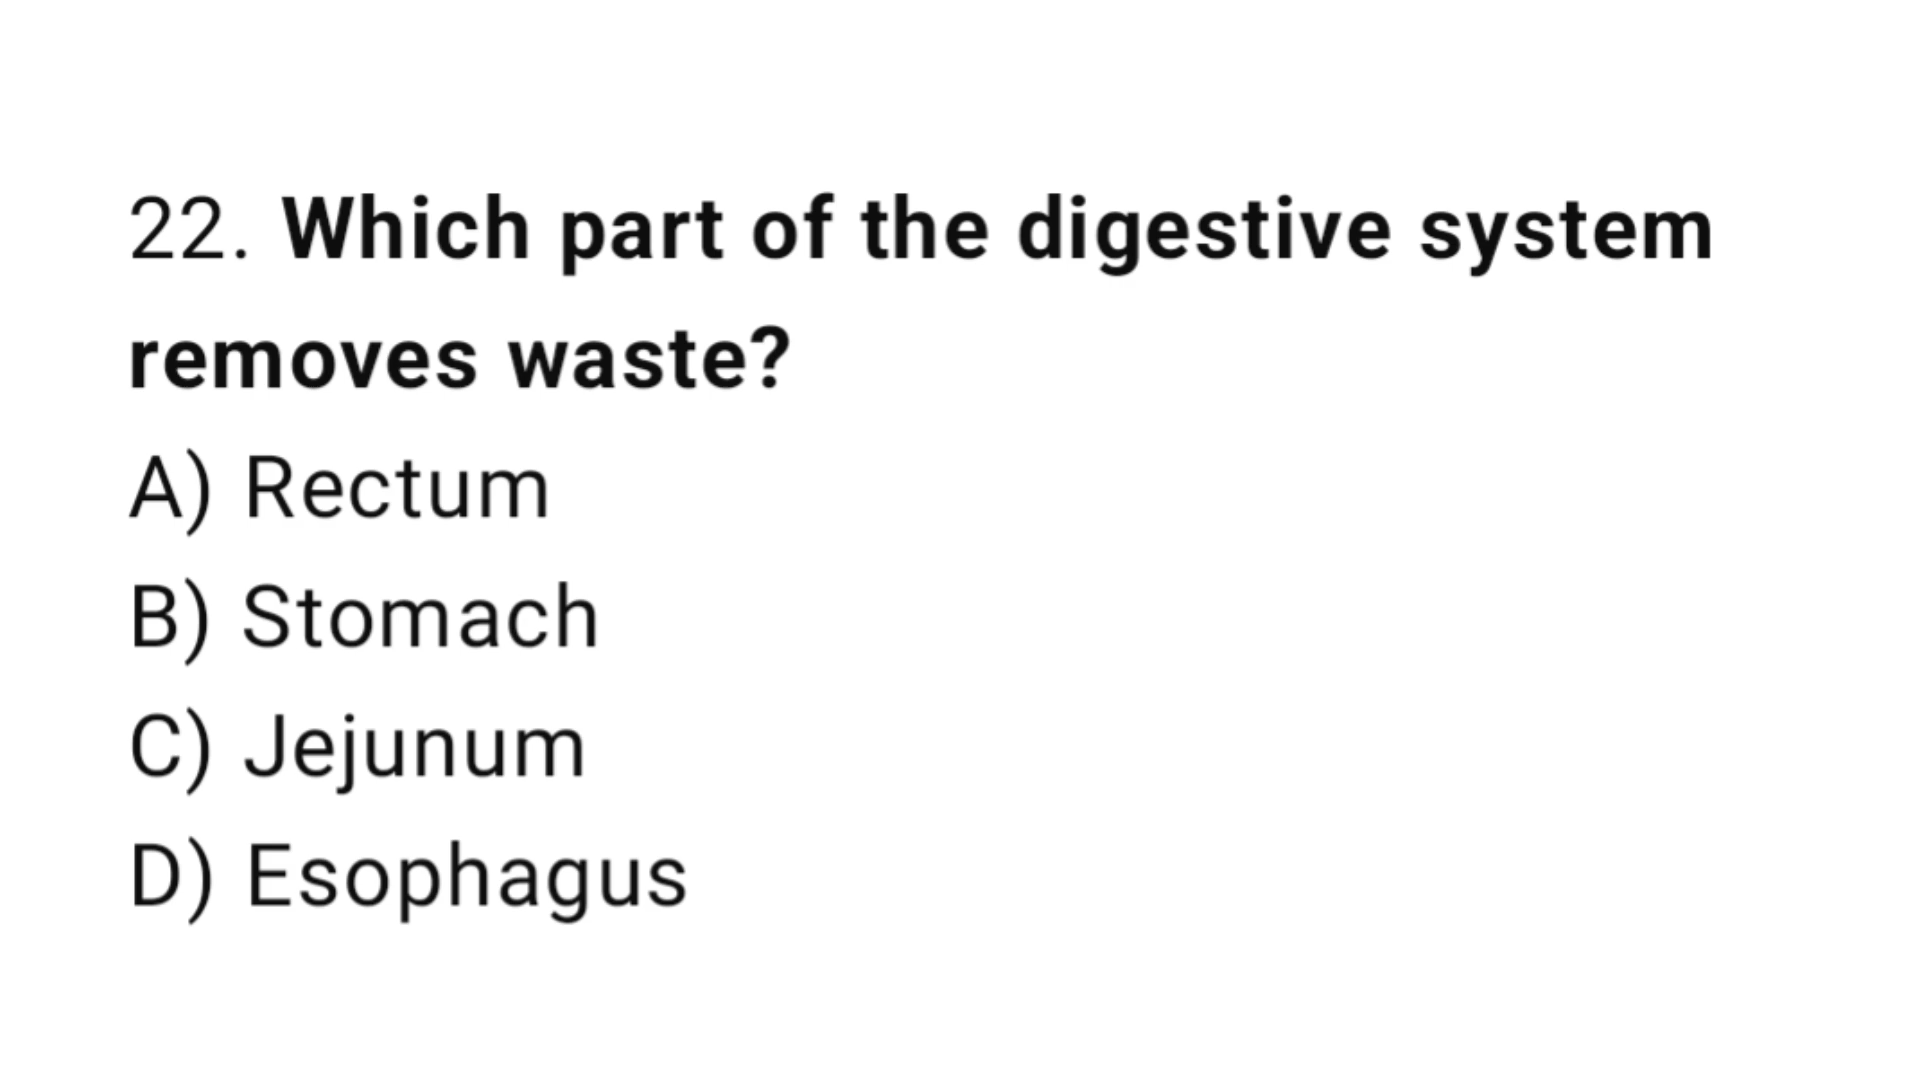 22. Which part of the digestive system
removes waste?
A) Rectum
B) Stomach
C) Jejunum
D) Esophagus